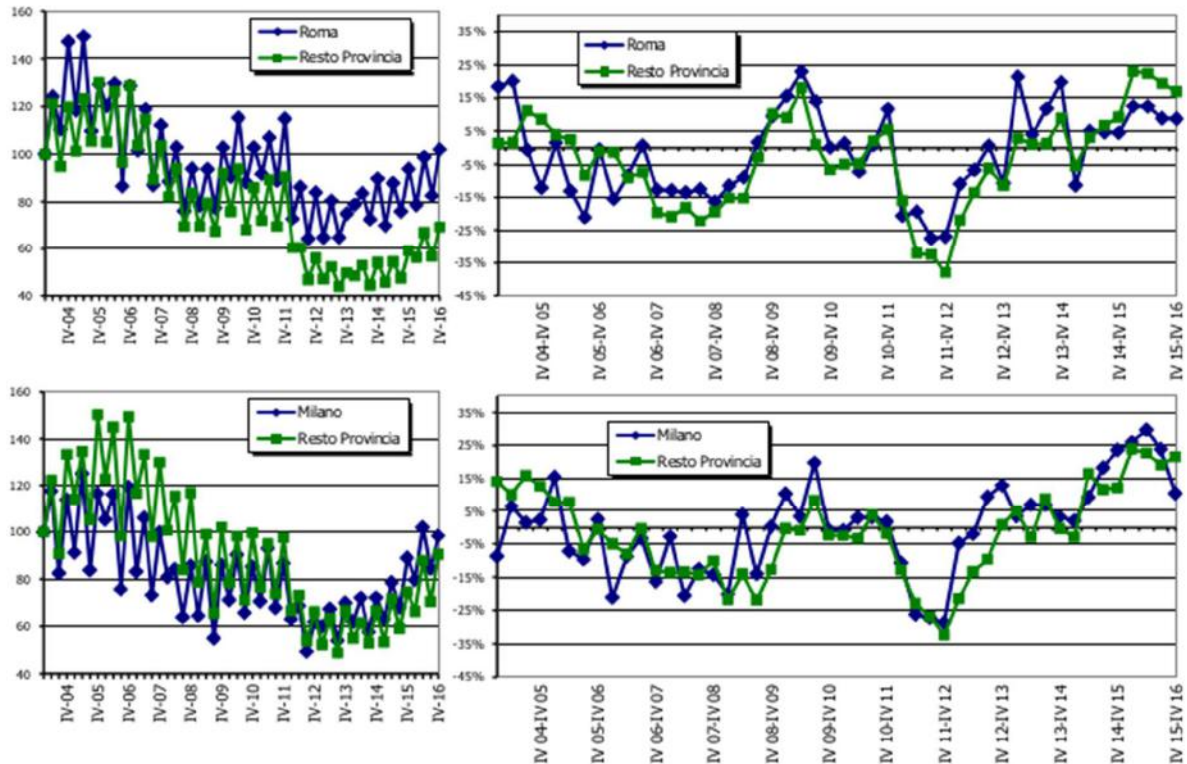 160
140
120
100
80
60
40
Roma
Resto Provincia
IV-04
IV-05
IV-06
IV-07
IV-08
IV-09
IV-10
IV-11
IV-12
IV-13
IV-14
IV-15
IV-16
35%
25%
15%
5%
-5%
-15%
-25%
-35%
-45%
Roma
Resto Provincia
IV 04-IV 05
IV 05-IV 06
IV 06-IV 07
IV 07-IV 08
IV 08-IV 09
IV 09-IV 10
IV 10-IV 11
IV 11-IV 12
IV 12-IV 13
IV 13-IV 14
IV 14-IV 15
IV 15-IV 16
160
140
120
100
80
60
40
Milano
Resto Provincia
IV-04
IV-05
IV-06
IV-07
IV-08
IV-09
IV-10
IV-11
IV-12
IV-13
IV-14
IV-15
IV-16
35%
25%
15%
5%
-5%
-15%
-25%
-35%
-45%
Milano
Resto Provincia
IV 04-IV 05
IV 05-IV 06
IV 06-IV 07
IV 07-IV 08
IV 08-IV 09
IV 09-IV 10
IV 10-IV 11
IV 11-IV 12
IV 12-IV 13
IV 13-IV 14
IV 14-IV 15
IV 15-IV 16